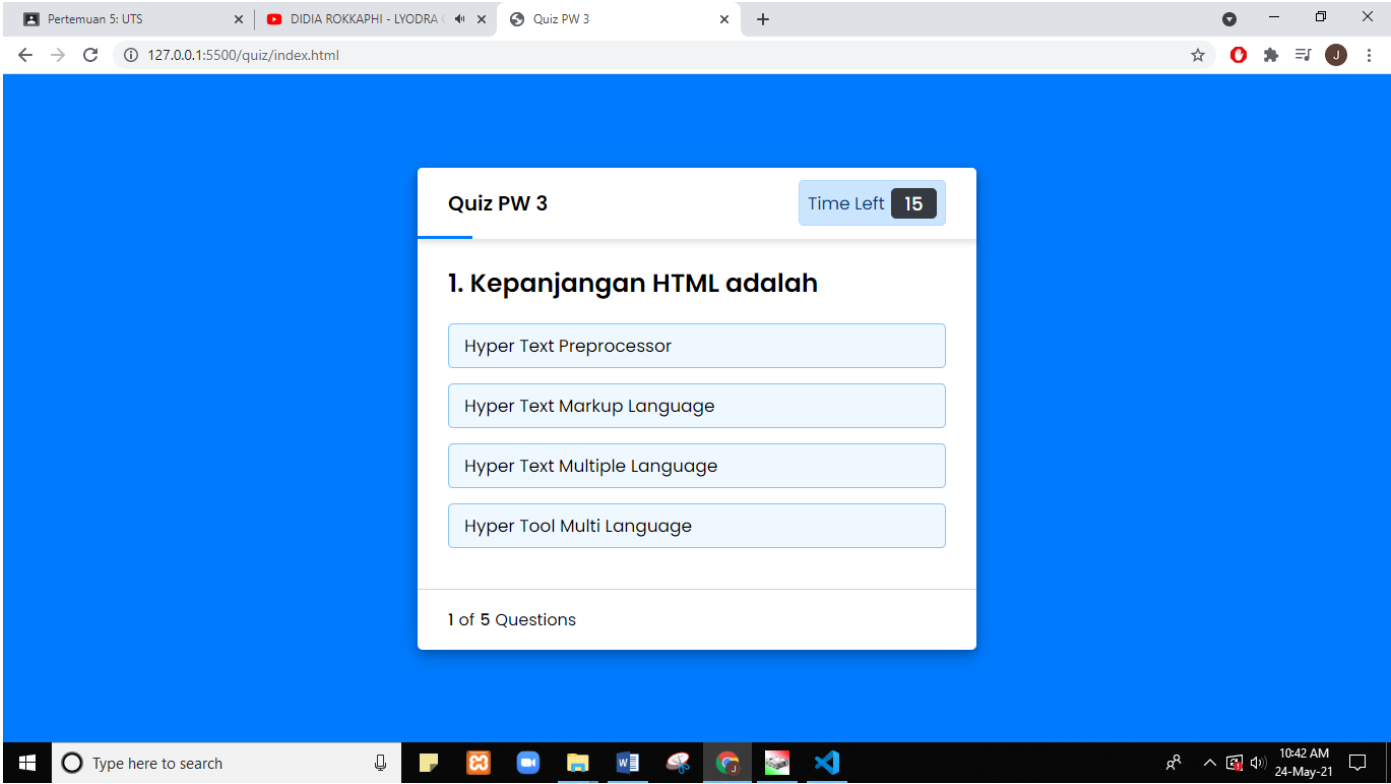 Pertemuan 5: UTS
DIDIA ROKKAPHI - LYODRA
Quiz PW 3
127.0.0.1:5500/quiz/index.html
J
Quiz PW 3
Time Left 15
1. Kepanjangan HTML adalah
Hyper Text Preprocessor
Hyper Text Markup Language
Hyper Text Multiple Language
Hyper Tool Multi Language
1 of 5 Questions
Type here to search
10:42 AM
24-May-21